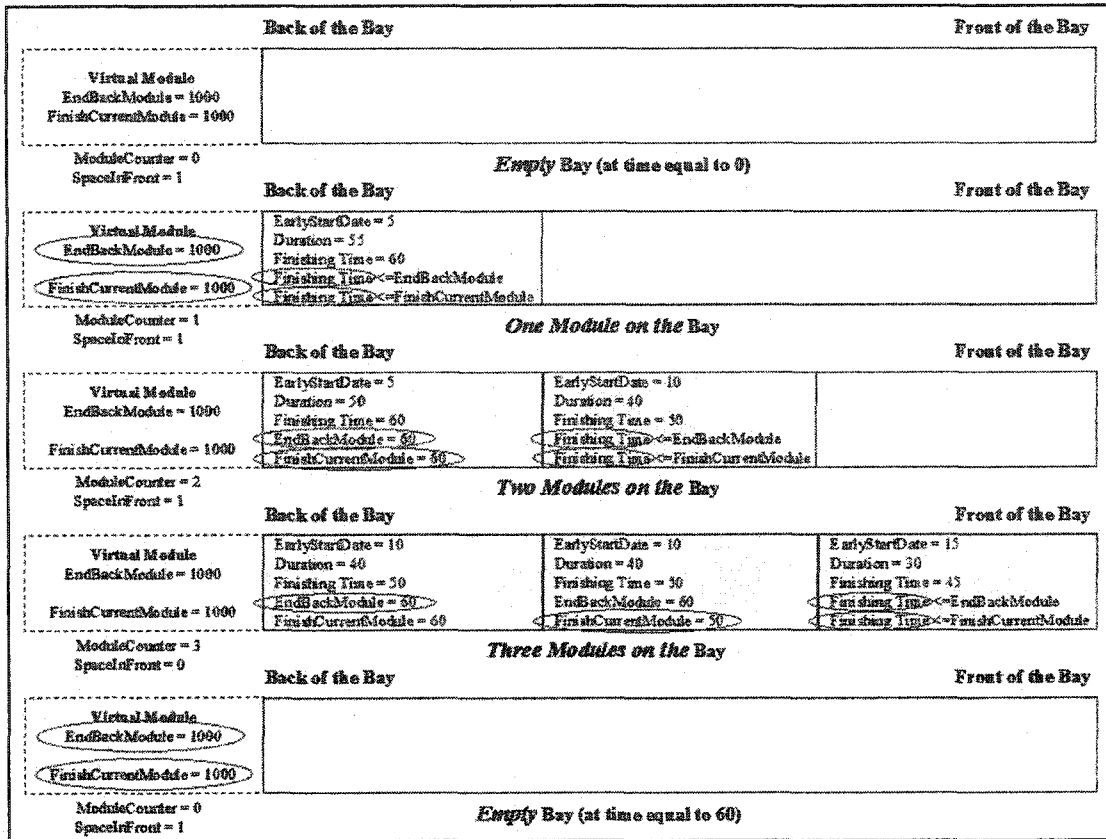 Back of the Bay Front of the Bay
Virtual Module
EndBackModule = 1000
FinishCurrentModule = 1000
ModuleCounter = 0
SpaceInFront = 1
Empty Bay (at time equal to 0)
Back of the Bay Front of the Bay
Virtual Module
EndBackModule = 1000
FinishCurrentModule = 1000
EarlyStartDate = 5
Duration = 55
Finishing Time = 60
Finishing Time<=EndBackModule
Finishing Time<=FinishCurrentModule
ModuleCounter = 1
SpaceInFront = 1
One Module on the Bay
Back of the Bay Front of the Bay
Virtual Module
EndBackModule = 1000
FinishCurrentModule = 1000
EarlyStartDate = 5
Duration = 50
Finishing Time = 60
EndBackModule = 60
FinishCurrentModule = 60
EarlyStartDate = 10
Duration = 40
Finishing Time = 50
Finishing Time<=EndBackModule
Finishing Time<=FinishCurrentModule
ModuleCounter = 2
SpaceInFront = 1
Two Modules on the Bay
Back of the Bay Front of the Bay
Virtual Module
EndBackModule = 1000
FinishCurrentModule = 1000
EarlyStartDate = 10
Duration = 40
Finishing Time = 50
EndBackModule = 60
FinishCurrentModule = 60
EarlyStartDate = 10
Duration = 40
Finishing Time = 50
EndBackModule = 60
FinishCurrentModule = 50
EarlyStartDate = 15
Duration = 30
Finishing Time = 45
Finishing Time<=EndBackModule
Finishing Time<=FinishCurrentModule
ModuleCounter = 3
SpaceInFront = 0
Three Modules on the Bay
Back of the Bay Front of the Bay
Virtual Module
EndBackModule = 1000
FinishCurrentModule = 1000
ModuleCounter = 0
SpaceInFront = 1
Empty Bay (at time equal to 60)